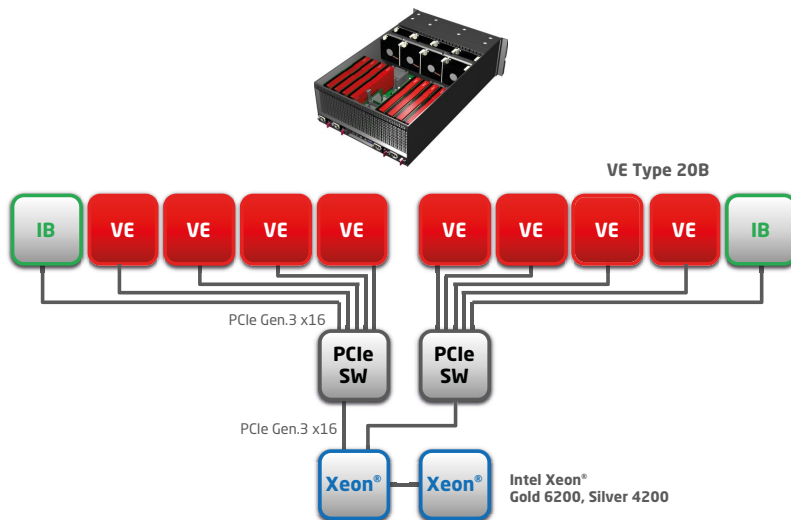 VE Type 20B
IB VE VE VE VE VE VE VE VE IB
PCIe Gen.3 x16
PCIe
SW
PCIe
SW
PCIe Gen.3 x16
Xeon® Xeon®
Intel Xeon®
Gold 6200, Silver 4200